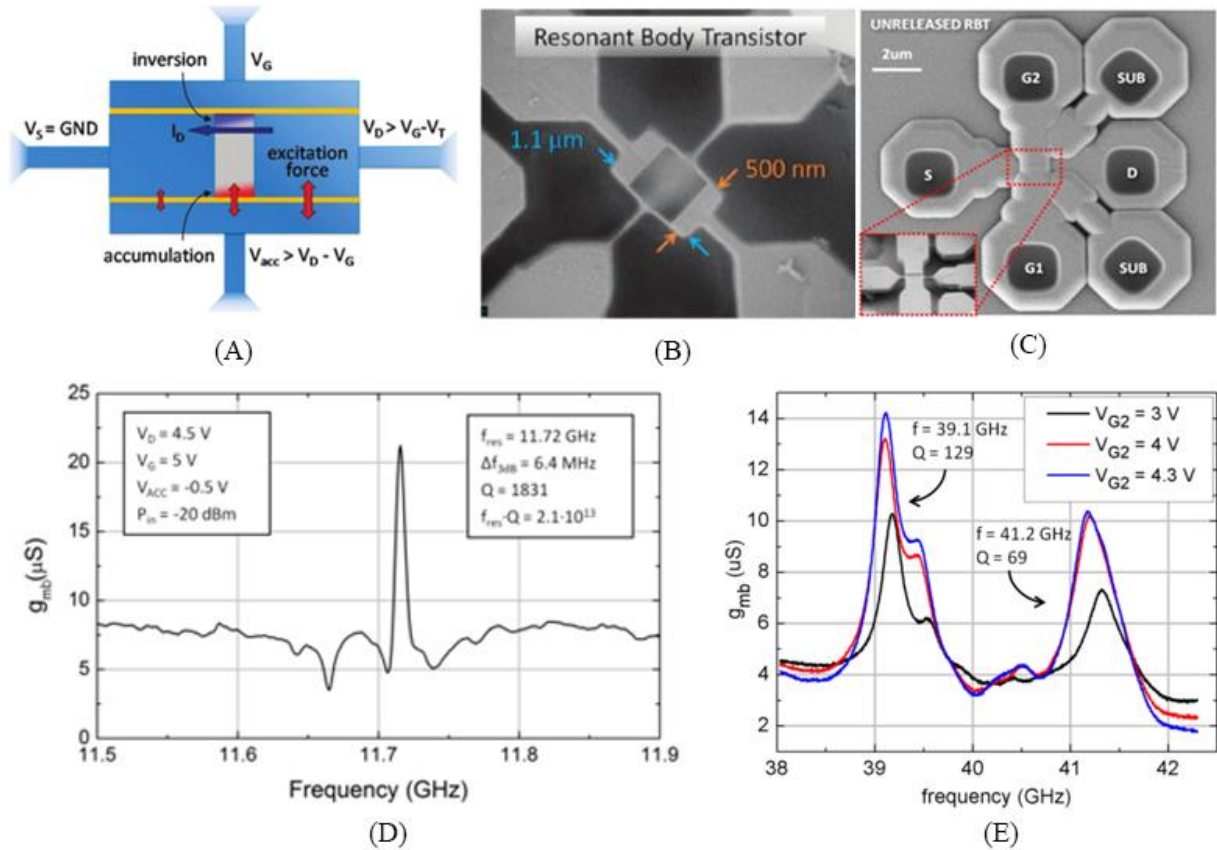 inversion
V_G
V_S = GND
I_D
V_D > V_G-V_T
excitation
force
accumulation
V_acc > V_D - V_G
(A)
Resonant Body Transistor
1.1 μm
500 nm
(B)
UNRELEASED RBT
2um
G2
SUB
S
D
G1
SUB
(C)
25
20
15
10
5
0
g_mb(μS)
V_D = 4.5 V
V_G = 5 V
V_ACC = -0.5 V
P_in = -20 dBm
f_res = 11.72 GHz
Δf_3dB = 6.4 MHz
Q = 1831
f_res·Q = 2.1·10^13
11.5
11.6
11.7
11.8
11.9
Frequency (GHz)
(D)
14
12
10
8
6
4
2
g_mb (uS)
f = 39.1 GHz
Q = 129
f = 41.2 GHz
Q = 69
V_G2 = 3 V
V_G2 = 4 V
V_G2 = 4.3 V
38
39
40
41
42
frequency (GHz)
(E)